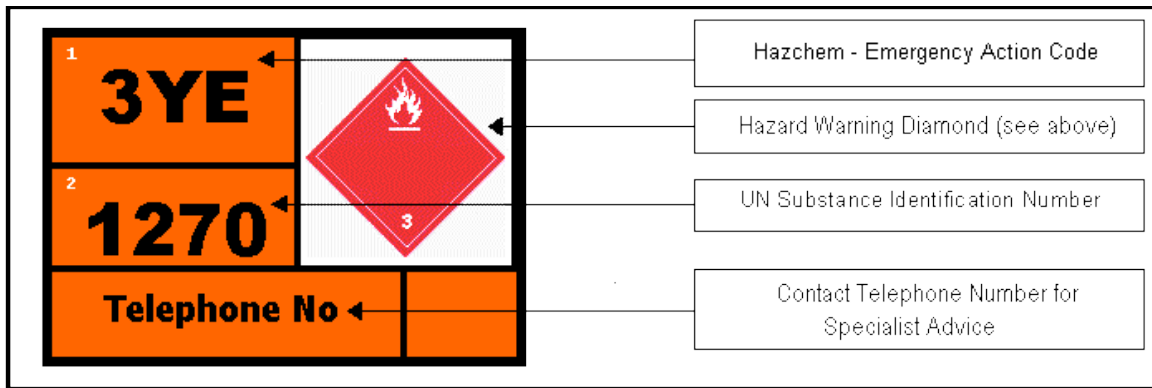 1
3YE
2
1270
3
Telephone No
Hazchem - Emergency Action Code
Hazard Warning Diamond (see above)
UN Substance Identification Number
Contact Telephone Number for
Specialist Advice